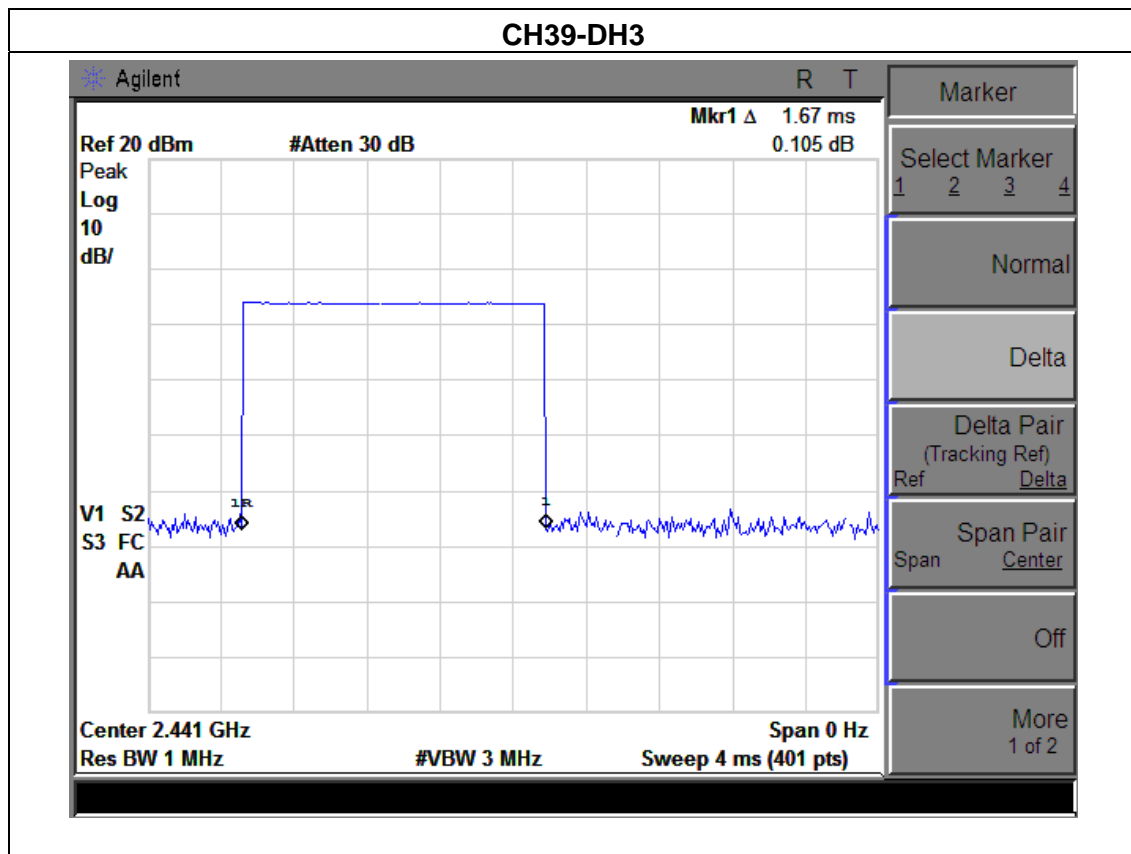 CH39-DH3
Agilent R T
Mkr1 Δ 1.67 ms
Ref 20 dBm #Atten 30 dB 0.105 dB
Peak
Log
10
dB/
1R 1
V1 S2
S3 FC
AA
Center 2.441 GHz Span 0 Hz
Res BW 1 MHz #VBW 3 MHz Sweep 4 ms (401 pts)
Marker
Select Marker
1 2 3 4
Normal
Delta
Delta Pair
(Tracking Ref)
Ref Delta
Span Pair
Span Center
Off
More
1 of 2